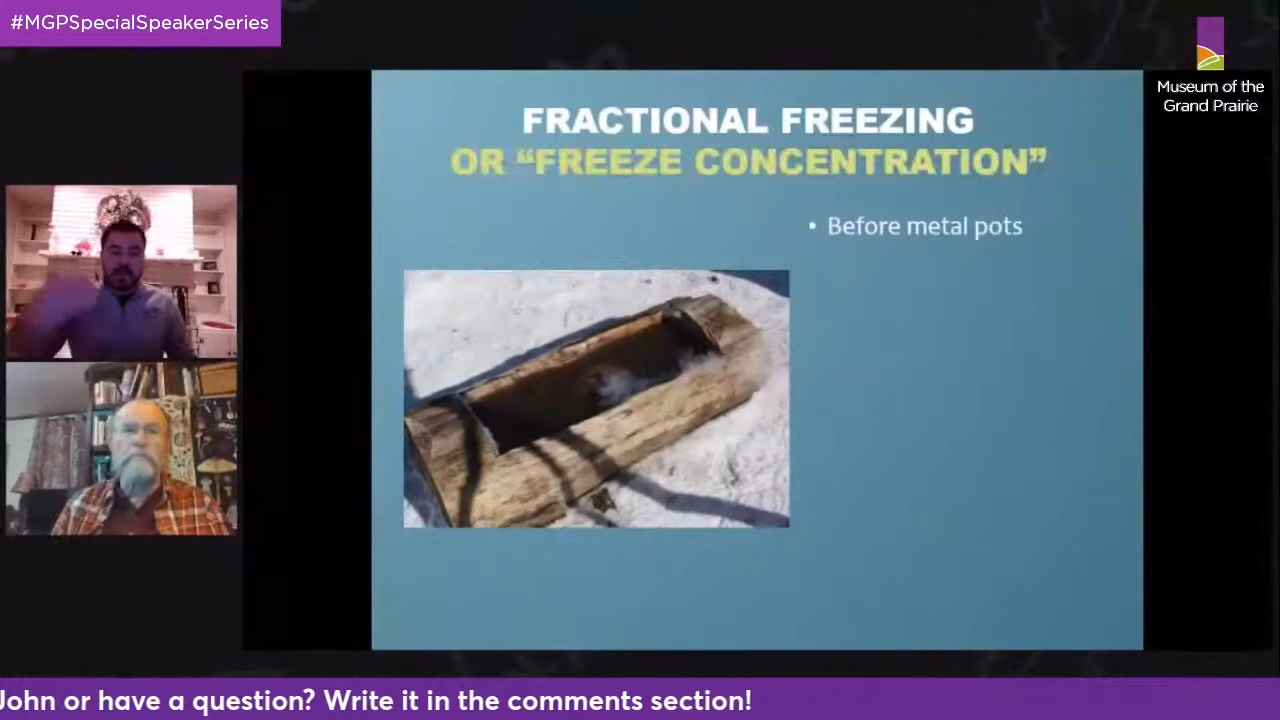 #MGPSpecialSpeakerSeries
Museum of the
Grand Prairie
FRACTIONAL FREEZING
OR “FREEZE CONCENTRATION”
• Before metal pots
John or have a question? Write it in the comments section!